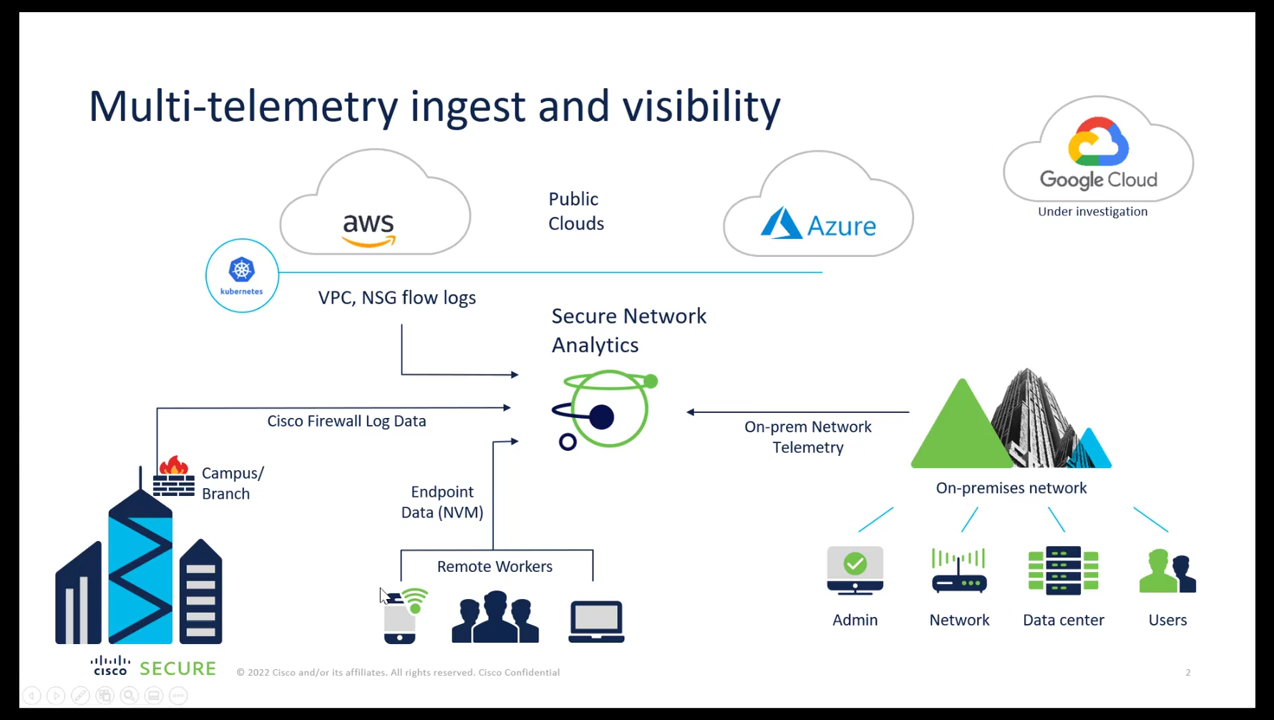 Multi-telemetry ingest and visibility
aws
Public
Clouds
Azure
Google Cloud
Under investigation
kubernetes
VPC, NSG flow logs
Secure Network
Analytics
Cisco Firewall Log Data
On-prem Network
Telemetry
Campus/
Branch
Endpoint
Data (NVM)
On-premises network
Remote Workers
Admin
Network
Data center
Users
cisco SECURE
© 2022 Cisco and/or its affiliates. All rights reserved. Cisco Confidential
2